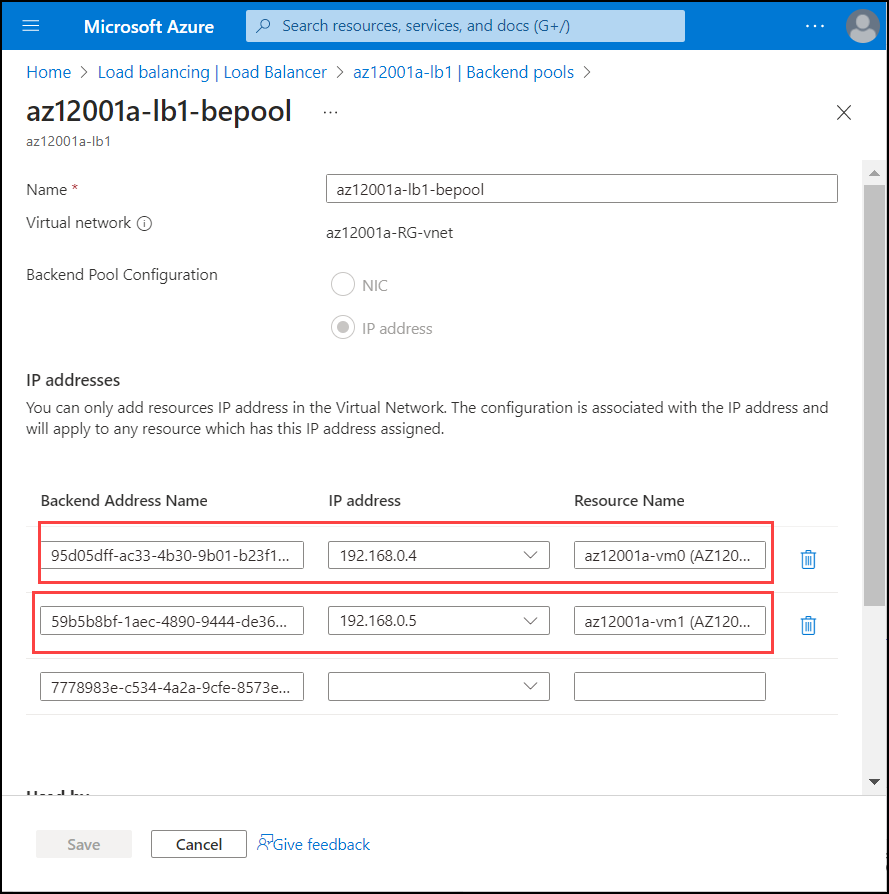 Microsoft Azure
Search resources, services, and docs (G+/)
Home > Load balancing | Load Balancer > az12001a-lb1 | Backend pools >
az12001a-lb1-bepool ...
az12001a-lb1
Name * az12001a-lb1-bepool
Virtual network az12001a-RG-vnet
Backend Pool Configuration NIC
IP address
IP addresses
You can only add resources IP address in the Virtual Network. The configuration is associated with the IP address and
will apply to any resource which has this IP address assigned.
Backend Address Name IP address Resource Name
95d05dff-ac33-4b30-9b01-b23f1... 192.168.0.4 az12001a-vm0 (AZ120...
59b5b8bf-1aec-4890-9444-de36... 192.168.0.5 az12001a-vm1 (AZ120...
7778983e-c534-4a2a-9cfe-8573e...
Used by
Save Cancel Give feedback